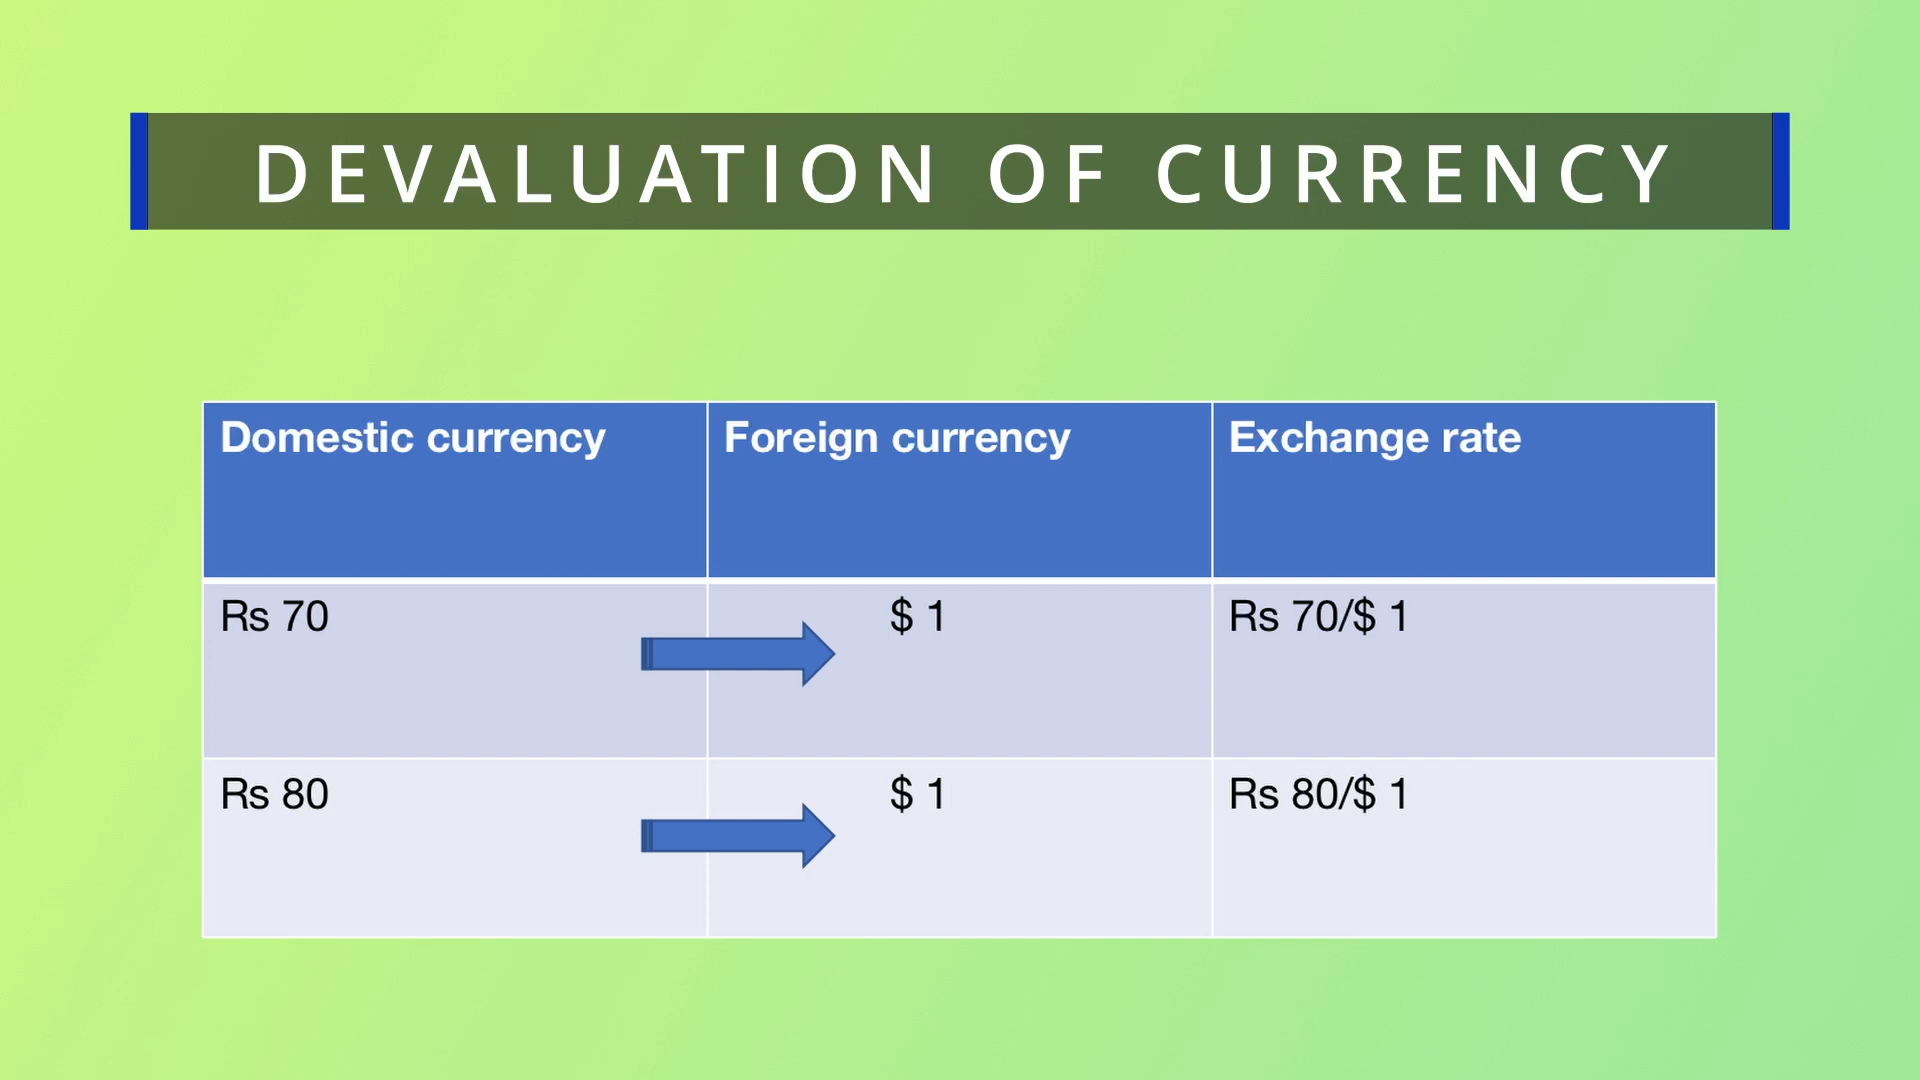 DEVALUATION OF CURRENCY
Domestic currency Foreign currency Exchange rate
Rs 70 $ 1 Rs 70/$ 1
Rs 80 $ 1 Rs 80/$ 1